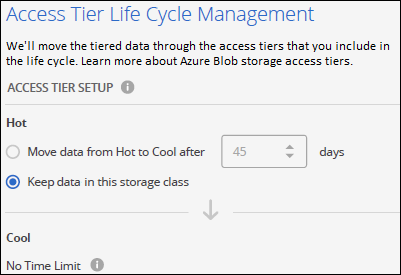 Access Tier Life Cycle Management
We'll move the tiered data through the access tiers that you include in
the life cycle. Learn more about Azure Blob storage access tiers.
ACCESS TIER SETUP
Hot
Move data from Hot to Cool after 45 days
Keep data in this storage class
Cool
No Time Limit